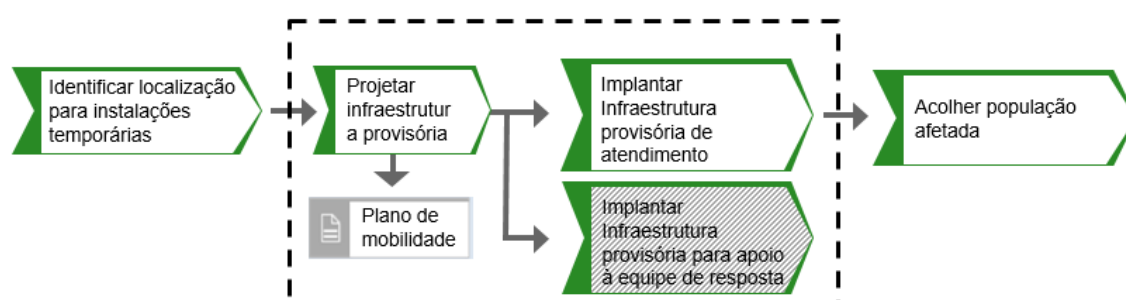 Identificar localização
para instalações
temporárias
Projetar
infraestrutur
a provisória
Plano de
mobilidade
Implantar
Infraestrutura
provisória de
atendimento
Implantar
Infraestrutura
provisória para apoio
à equipe de resposta
Acolher população
afetada